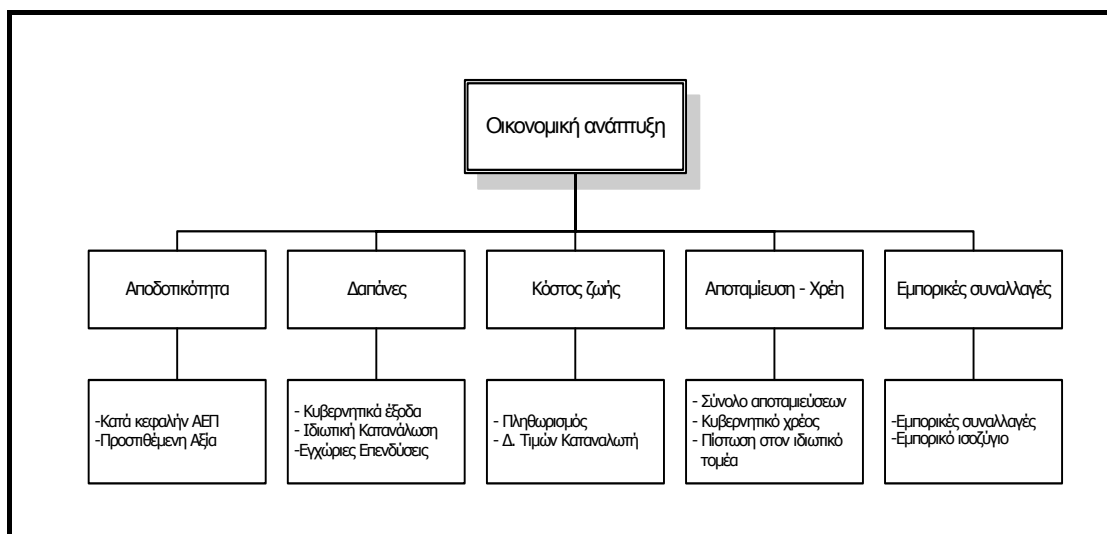 Οικονομική ανάπτυξη
Αποδοτικότητα
Δαπάνες
Κόστος ζωής
Αποταμίευση - Χρέη
Εμπορικές συναλλαγές
-Κατά κεφαλήν ΑΕΠ
-Προστιθέμενη Αξία
- Κυβερνητικά έξοδα
- Ιδιωτική Κατανάλωση
-Εγχώριες Επενδύσεις
- Πληθωρισμός
- Δ. Τιμών Καταναλωτή
- Σύνολο αποταμιεύσεων
- Κυβερνητικό χρέος
- Πίστωση στον ιδιωτικό
τομέα
-Εμπορικές συναλλαγές
-Εμπορικό ισοζύγιο